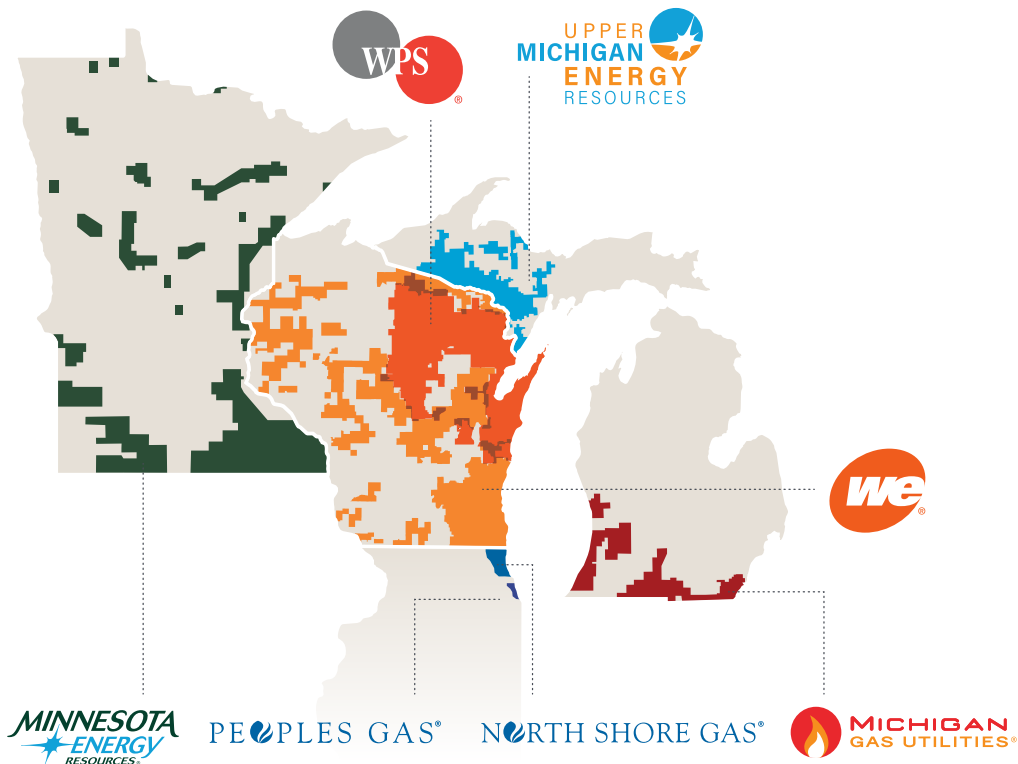 WPS
®
UPPER
MICHIGAN
ENERGY
RESOURCES
we
®
MINNESOTA
ENERGY
RESOURCES®
PEOPLES GAS®
NORTH SHORE GAS®
MICHIGAN
GAS UTILITIES®